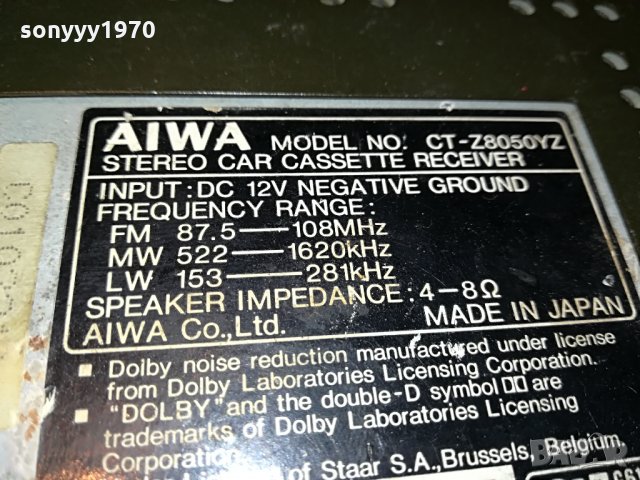 sonyyy1970
AIWA MODEL NO. CT-Z8050YZ
STEREO CAR CASSETTE RECEIVER
INPUT: DC 12V NEGATIVE GROUND
FREQUENCY RANGE:
FM 87.5—108MHz
MW 522—1620kHz
LW 153—281kHz
SPEAKER IMPEDANCE: 4-8Ω
AIWA Co.,Ltd. MADE IN JAPAN
▪ Dolby noise reduction manufactured under license
from Dolby Laboratories Licensing Corporation.
▪ "DOLBY" and the double-D symbol are
trademarks of Dolby Laboratories Licensing
Corporation.
of Staar S.A., Brussels, Belgium.